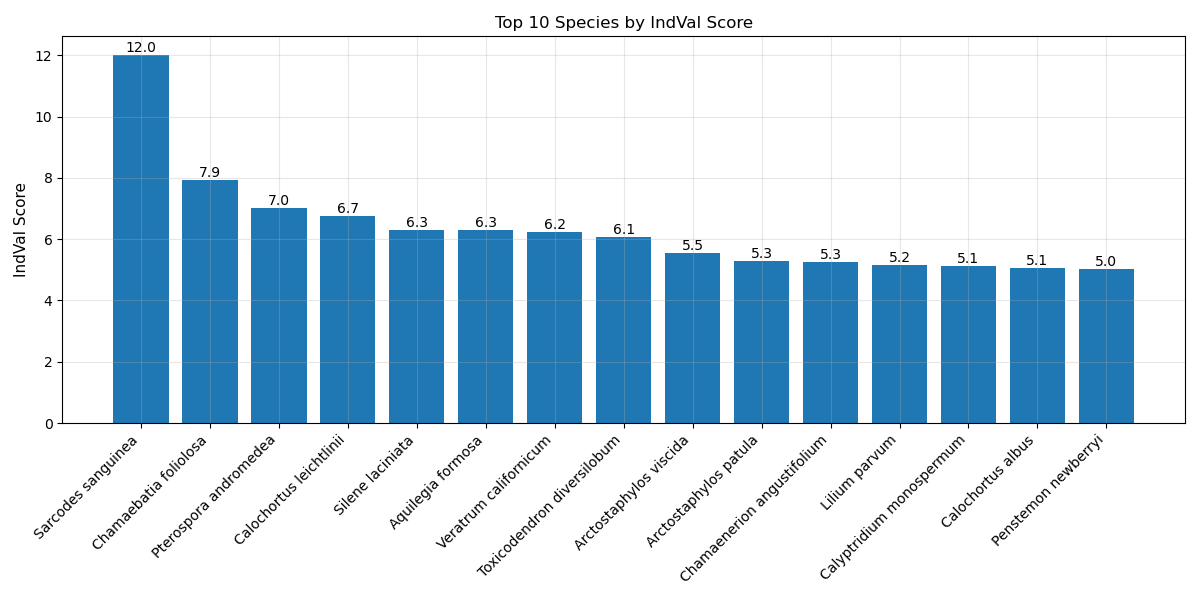 Top 10 Species by IndVal Score
IndVal Score
12
10
8
6
4
2
0
12.0
7.9
7.0
6.7
6.3
6.3
6.2
6.1
5.5
5.3
5.3
5.2
5.1
5.1
5.0
Sarcodes sanguinea
Chamaebatia foliolosa
Pterospora andromedea
Calochortus leichtlinii
Silene laciniata
Aquilegia formosa
Veratrum californicum
Toxicodendron diversilobum
Arctostaphylos viscida
Arctostaphylos patula
Chamaenerion angustifolium
Lilium parvum
Calyptridium monospermum
Calochortus albus
Penstemon newberryi